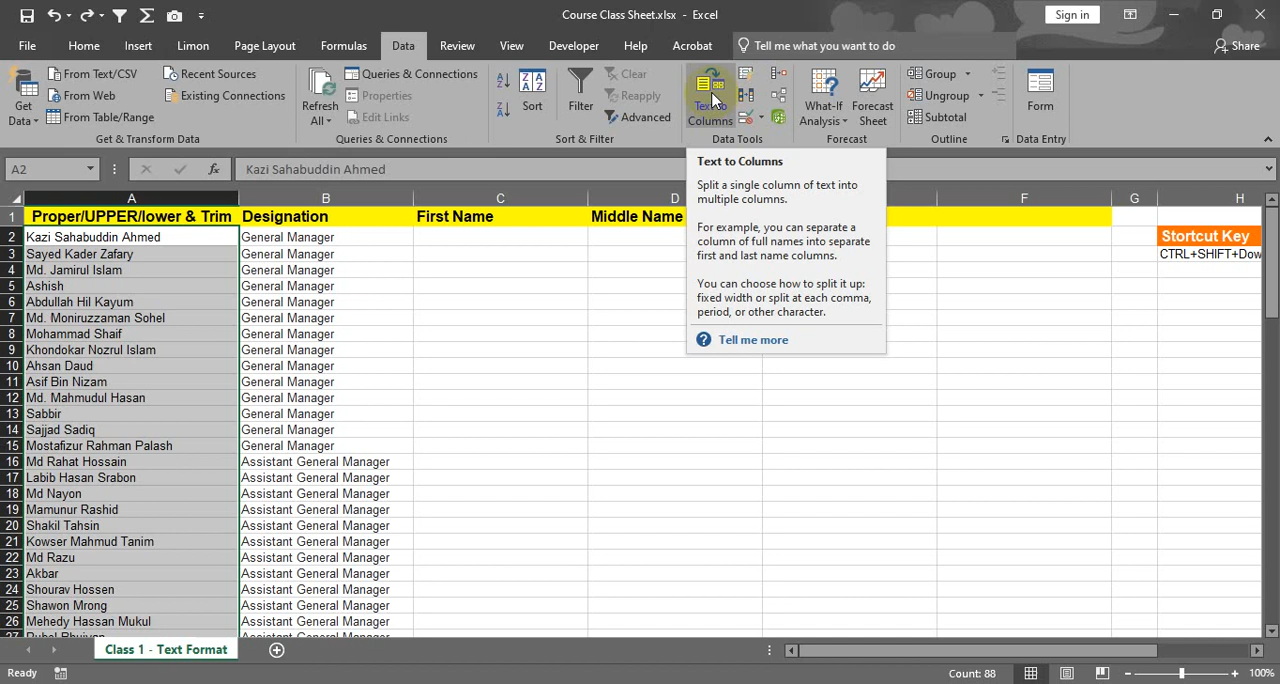 Course Class Sheet.xlsx - Excel
Sign in
File Home Insert Limon Page Layout Formulas Data Review View Developer Help Acrobat Tell me what you want to do Share
Get Data
From Text/CSV
From Web
From Table/Range
Recent Sources
Existing Connections
Get & Transform Data
Refresh All
Queries & Connections
Properties
Edit Links
Queries & Connections
Sort
Filter
Clear
Reapply
Advanced
Sort & Filter
Text to Columns
Data Tools
What-If Analysis
Forecast Sheet
Forecast
Group
Ungroup
Subtotal
Outline
Form
Data Entry
A2 fx Kazi Sahabuddin Ahmed
Text to Columns
Split a single column of text into
multiple columns.
For example, you can separate a
column of full names into separate
first and last name columns.
You can choose how to split it up:
fixed width or split at each comma,
period, or other character.
Tell me more
A B C D F G H
1 Proper/UPPER/lower & Trim Designation First Name Middle Name
2 Kazi Sahabuddin Ahmed General Manager Stortcut Key
3 Sayed Kader Zafary General Manager CTRL+SHIFT+Dow
4 Md. Jamirul Islam General Manager
5 Ashish General Manager
6 Abdullah Hil Kayum General Manager
7 Md. Moniruzzaman Sohel General Manager
8 Mohammad Shaif General Manager
9 Khondokar Nozrul Islam General Manager
10 Ahsan Daud General Manager
11 Asif Bin Nizam General Manager
12 Md. Mahmudul Hasan General Manager
13 Sabbir General Manager
14 Sajjad Sadiq General Manager
15 Mostafizur Rahman Palash General Manager
16 Md Rahat Hossain Assistant General Manager
17 Labib Hasan Srabon Assistant General Manager
18 Md Nayon Assistant General Manager
19 Mamunur Rashid Assistant General Manager
20 Shakil Tahsin Assistant General Manager
21 Kowser Mahmud Tanim Assistant General Manager
22 Md Razu Assistant General Manager
23 Akbar Assistant General Manager
24 Shourav Hossen Assistant General Manager
25 Shawon Mrong Assistant General Manager
26 Mehedy Hassan Mukul Assistant General Manager
27 Rubel Bhuiyan Assistant General Manager
Class 1 - Text Format
Ready Count: 88 100%